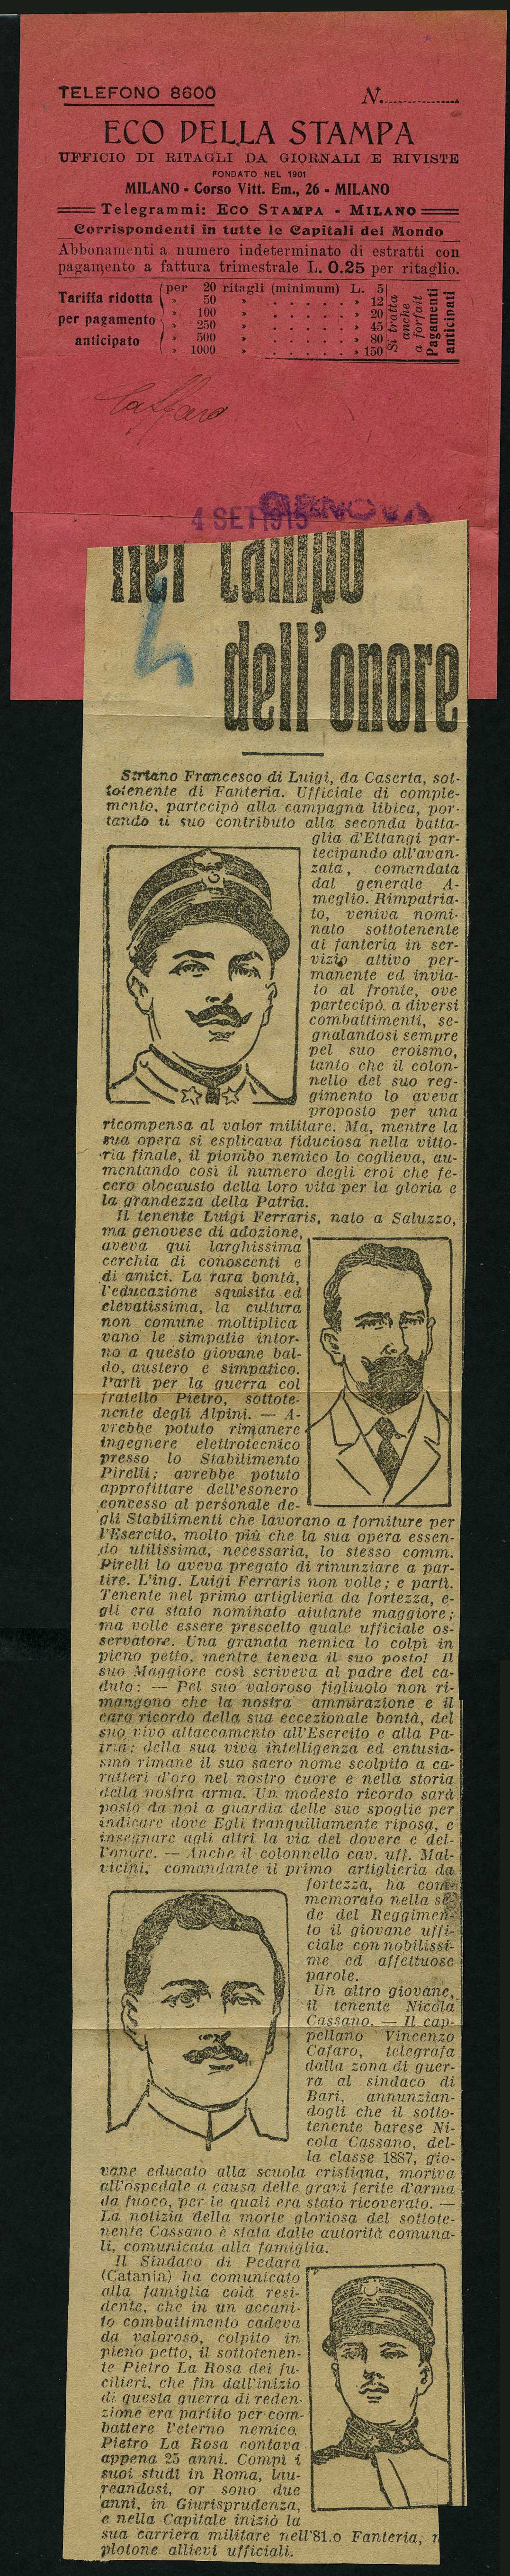 TELEFONO 8600
N.
ECO DELLA STAMPA
UFFICIO DI RITAGLI DA GIORNALI E RIVISTE
FONDATO NEL 1901
MILANO - Corso Vitt. Em., 26 - MILANO
Telegrammi: ECO STAMPA - MILANO
Corrispondenti in tutte le Capitali del Mondo
Abbonamenti a numero indeterminato di estratti con
pagamento a fattura trimestrale L. 0.25 per ritaglio.
Tariffa ridotta
per pagamento
anticipato
per 20 ritagli (minimum) L. 5
» 50 » . . . . . » 12
» 100 » . . . . . » 20
» 250 » . . . . . » 45
» 500 » . . . . . » 80
» 1000 » . . . . . » 150
Si tratta
anche
a forfait
Pagamenti
anticipati
Caffaro
GENOVA
4 SET 1915
nel campo
dell'onore
Striano Francesco di Luigi, da Caserta, sot-
totenente di Fanteria. Ufficiale di comple-
mento, partecipò alla campagna libica, por-
tando il suo contributo alla seconda batta-
glia d'Ettangi par-
tecipando all'avan-
zata, comandata
dal generale A-
meglio. Rimpatria-
to, veniva nomi-
nato sottotenente
di fanteria in ser-
vizio attivo per-
manente ed invia-
to al fronte, ove
partecipò a diversi
combattimenti, se-
gnalandosi sempre
pel suo eroismo,
tanto che il colon-
nello del suo reg-
gimento lo aveva
proposto per una
ricompensa al valor militare. Ma, mentre la
sua opera si esplicava fiduciosa nella vitto-
ria finale, il piombo nemico lo coglieva, au-
mentando così il numero degli eroi che fe-
cero olocausto della loro vita per la gloria e
la grandezza della Patria.
Il tenente Luigi Ferraris, nato a Saluzzo,
ma genovese di adozione,
aveva qui larghissima
cerchia di conoscenti e
di amici. La rara bontà,
l'educazione squisita ed
elevatissima, la cultura
non comune moltiplica
vano le simpatie intor-
no a questo giovane bal-
do, austero e simpatico.
Partì per la guerra col
fratello Pietro, sottote-
nente degli Alpini. — A-
vrebbe potuto rimanere
ingegnere elettrotecnico
presso lo Stabilimento
Pirelli; avrebbe potuto
approfittare dell'esonero
concesso al personale de-
gli Stabilimenti che lavorano a forniture per
l'Esercito, molto più che la sua opera essen-
do utilissima, necessaria, lo stesso comm.
Pirelli lo aveva pregato di rinunziare a par-
tire. L'ing. Luigi Ferraris non volle; e partì.
Tenente nel primo artiglieria da fortezza, e-
gli era stato nominato aiutante maggiore;
ma volle essere prescelto quale ufficiale os-
servatore. Una granata nemica lo colpì in
pieno petto, mentre teneva il suo posto! Il
suo Maggiore così scriveva al padre del ca-
duto: — Pel suo valoroso figliuolo non ri-
mangono che la nostra ammirazione e il
caro ricordo della sua eccezionale bontà, del
suo vivo attaccamento all'Esercito e alla Pa-
tria: della sua viva intelligenza ed entusia-
smo rimane il suo sacro nome scolpito a ca-
ratteri d'oro nel nostro cuore e nella storia
della nostra arma. Un modesto ricordo sarà
posto da noi a guardia delle sue spoglie per
indicare dove Egli tranquillamente riposa, e
insegnare agli altri la via del dovere e del-
l'onore. — Anche il colonnello cav. uff. Mal-
vicini, comandante il primo artiglieria da
fortezza, ha com-
memorato nella se-
de del Reggimen-
to il giovane uffi-
ciale con nobilissi-
me ed affettuose
parole.
Un altro giovane,
il tenente Nicola
Cassano. — Il cap-
pellano Vincenzo
Cafaro, telegrafa
dalla zona di guer-
ra al sindaco di
Bari, annunzian-
dogli che il sotto-
tenente barese Ni-
cola Cassano, del-
la classe 1887, gio-
vane educato alla scuola cristiana, moriva
all'ospedale a causa delle gravi ferite d'arma
da fuoco, per le quali era stato ricoverato. —
La notizia della morte gloriosa del sottote-
nente Cassano è stata dalle autorità comuna-
li, comunicata alla famiglia.
Il Sindaco di Pedara
(Catania) ha comunicato
alla famiglia colà resi-
dente, che in un accani-
to combattimento cadeva
da valoroso, colpito in
pieno petto, il sottotenen-
te Pietro La Rosa dei fu-
cilieri, che fin dall'inizio
di questa guerra di reden-
zione era partito per com-
battere l'eterno nemico.
Pietro La Rosa contava
appena 25 anni. Compì i
suoi studi in Roma, lau-
reandosi, or sono due
anni, in Giurisprudenza,
e nella Capitale iniziò la
sua carriera militare nell'81.o Fanteria, n
plotone allievi ufficiali.